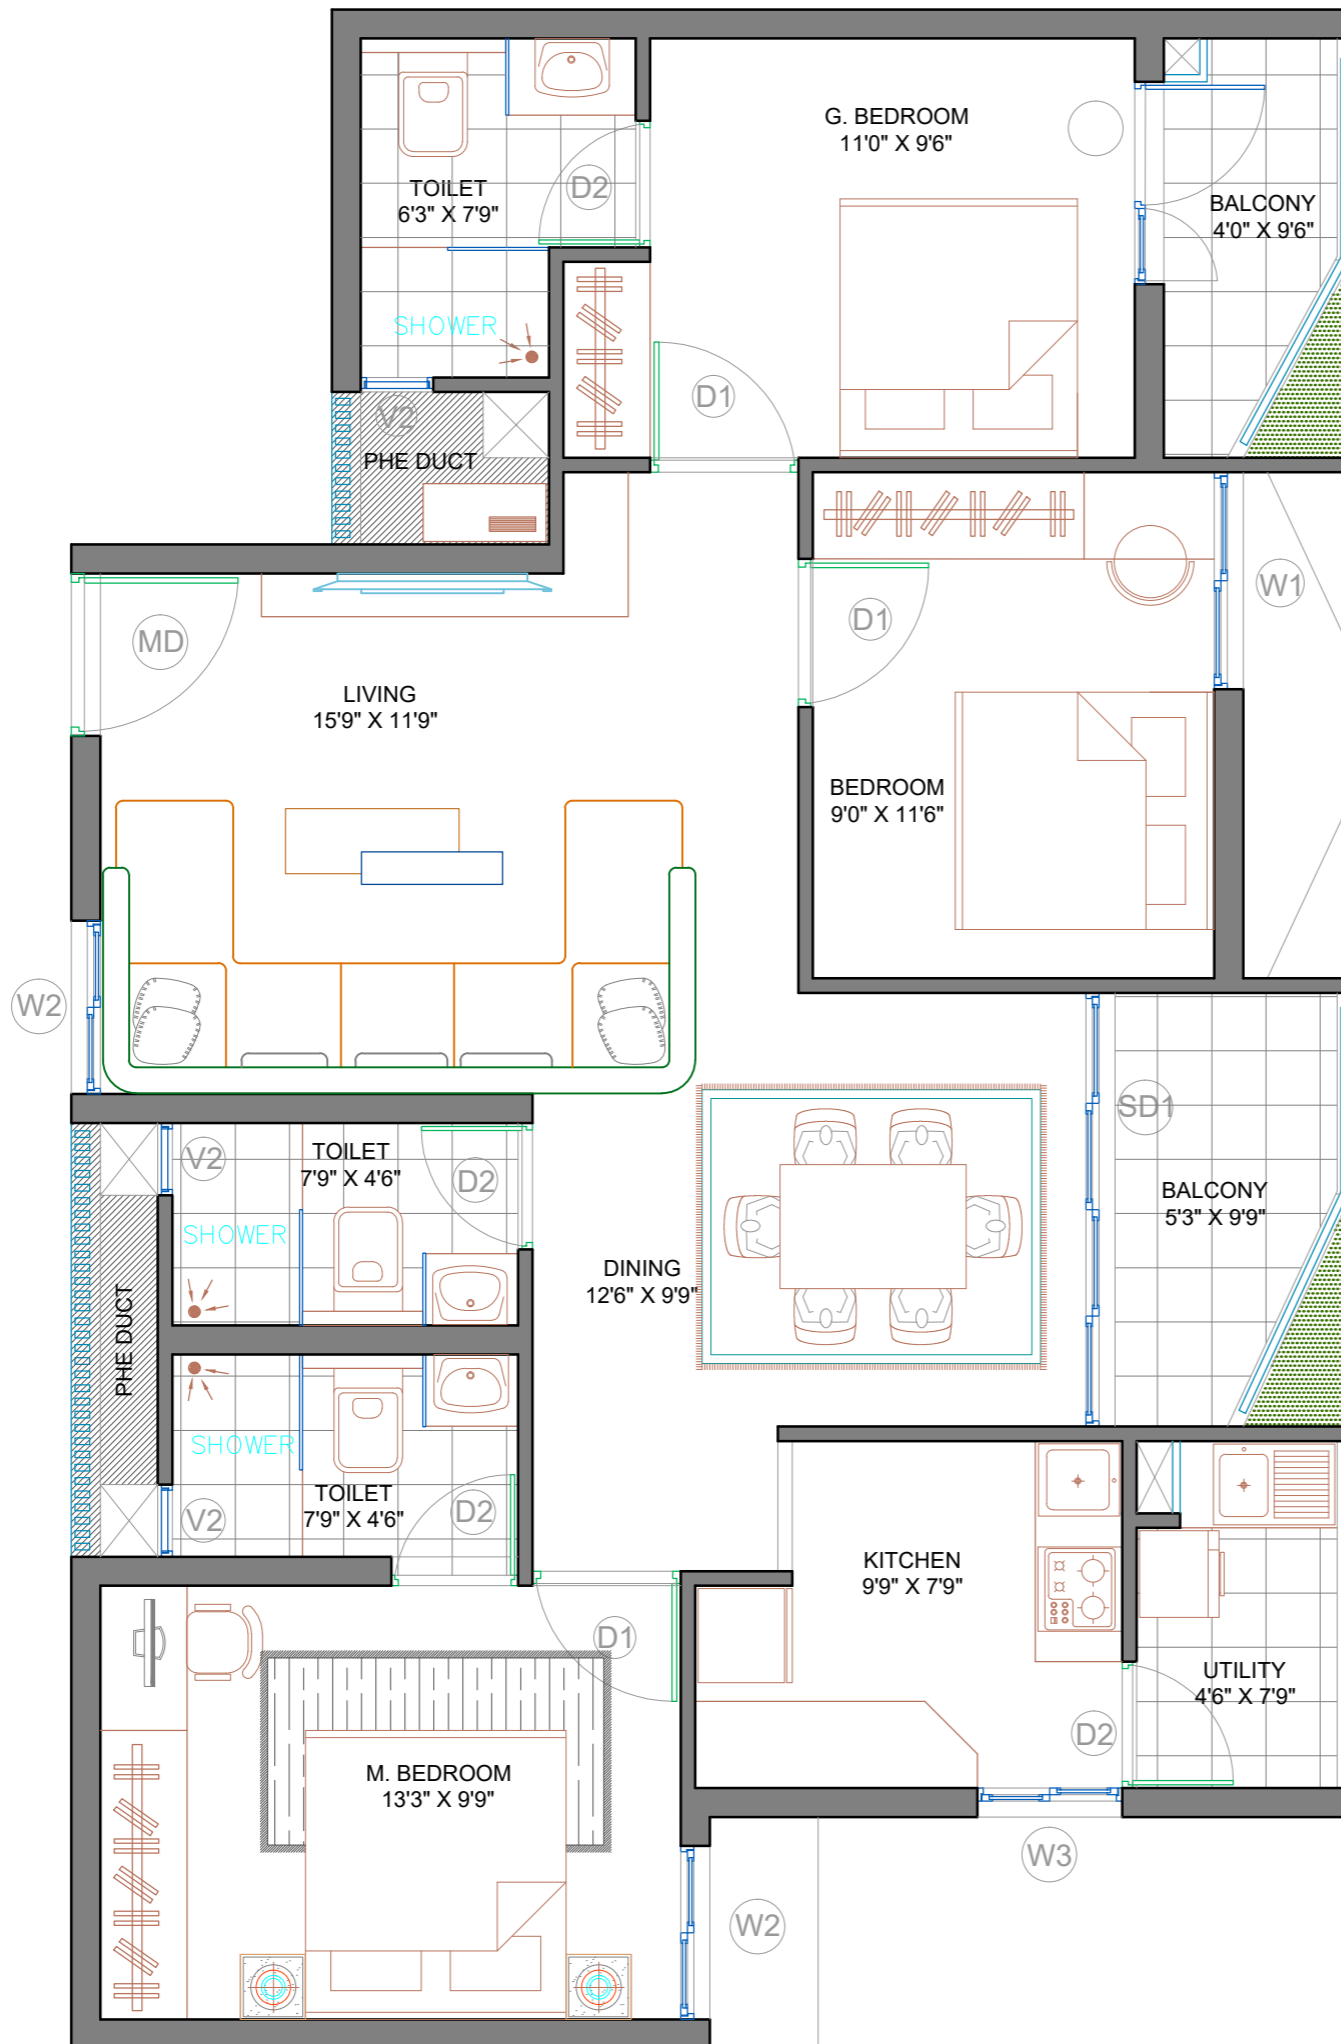 G. BEDROOM
11'0" X 9'6"
TOILET
6'3" X 7'9"
D2
BALCONY
4'0" X 9'6"
SHOWER
D1
V2
PHE DUCT
W1
D1
MD
LIVING
15'9" X 11'9"
BEDROOM
9'0" X 11'6"
W2
SD1
TOILET
7'9" X 4'6"
V2
D2
SHOWER
BALCONY
5'3" X 9'9"
DINING
12'6" X 9'9"
PHE DUCT
SHOWER
TOILET
7'9" X 4'6"
V2
D2
KITCHEN
9'9" X 7'9"
D1
UTILITY
4'6" X 7'9"
D2
M. BEDROOM
13'3" X 9'9"
W3
W2